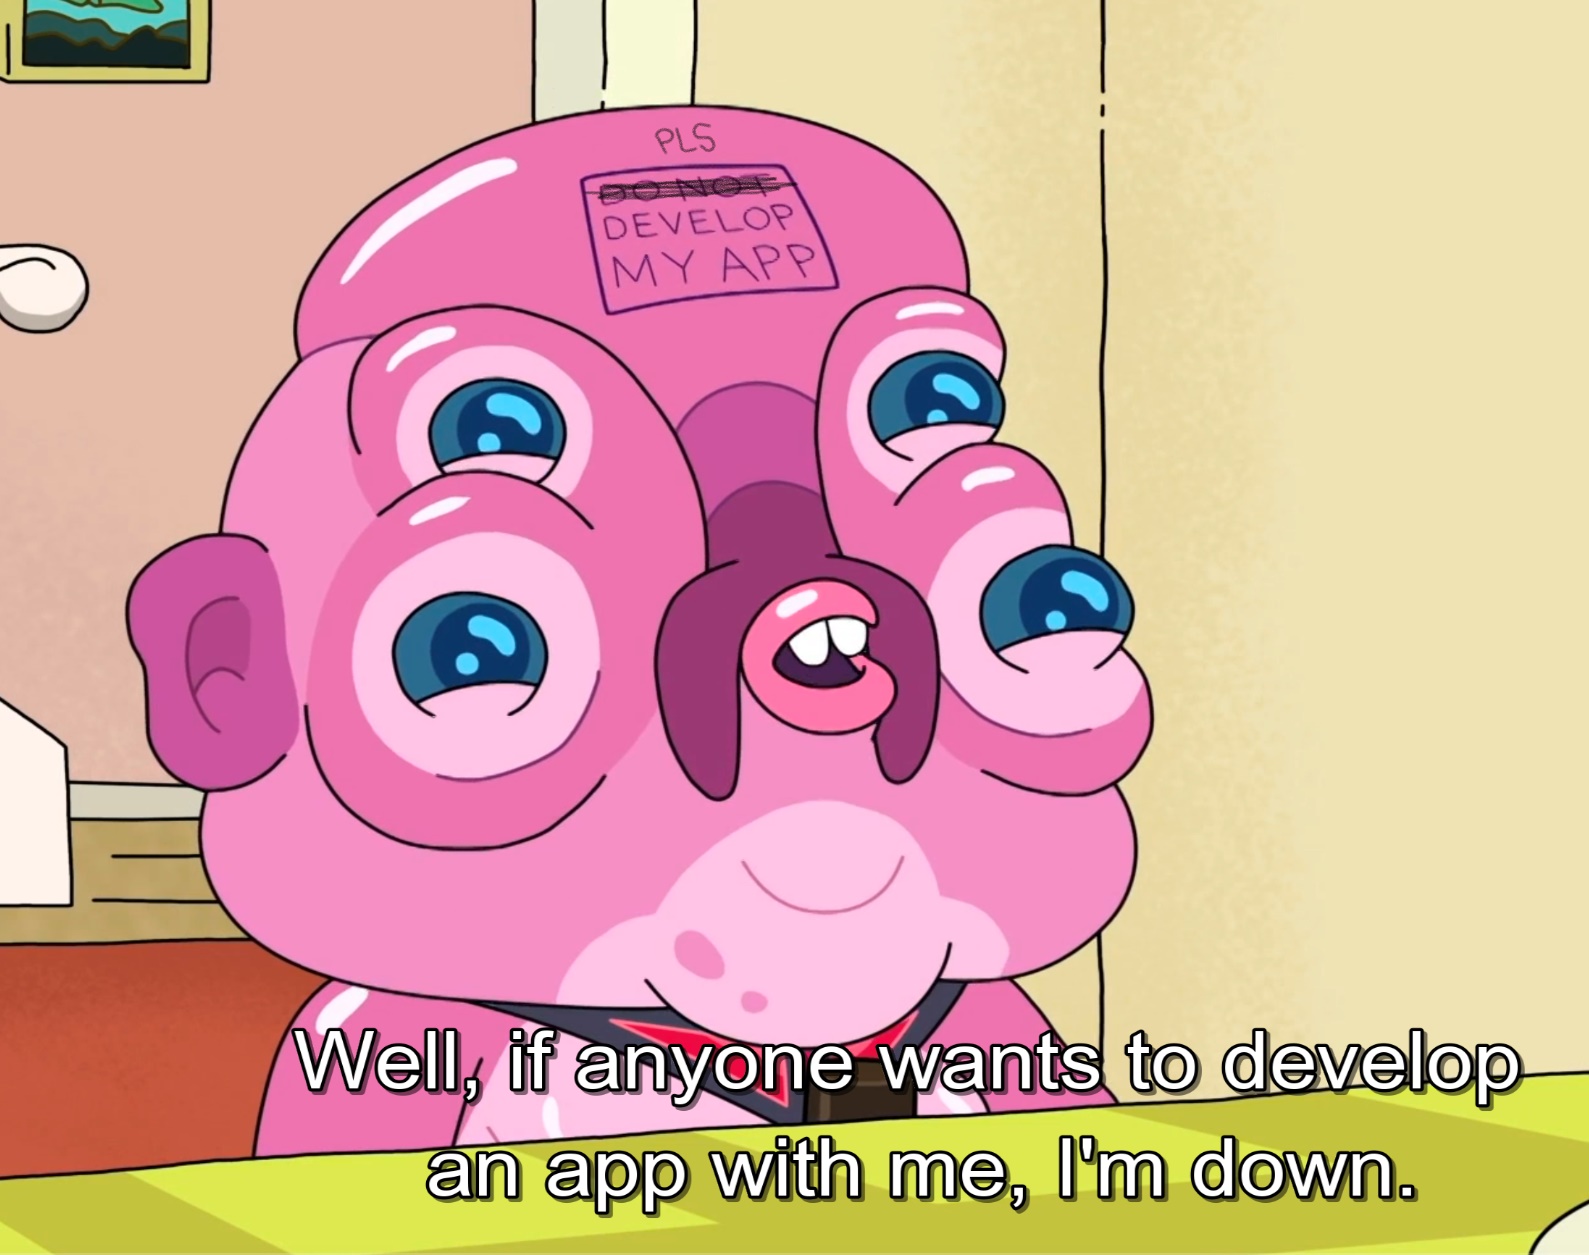 PLS
DO NOT
DEVELOP
MY APP
Well, if anyone wants to develop
an app with me, I'm down.